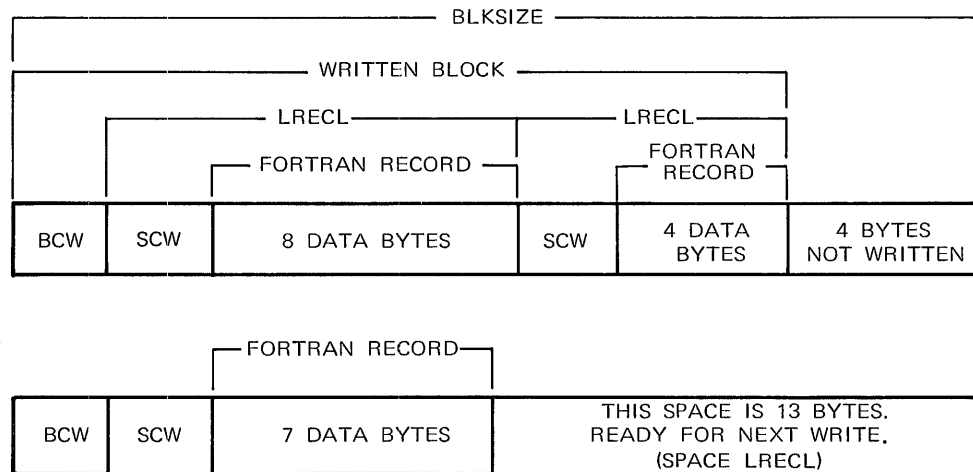 BLKSIZE
WRITTEN BLOCK
LRECL LRECL
FORTRAN RECORD FORTRAN
RECORD
BCW SCW 8 DATA BYTES SCW 4 DATA
BYTES 4 BYTES
NOT WRITTEN
FORTRAN RECORD
BCW SCW 7 DATA BYTES THIS SPACE IS 13 BYTES.
READY FOR NEXT WRITE.
(SPACE LRECL)